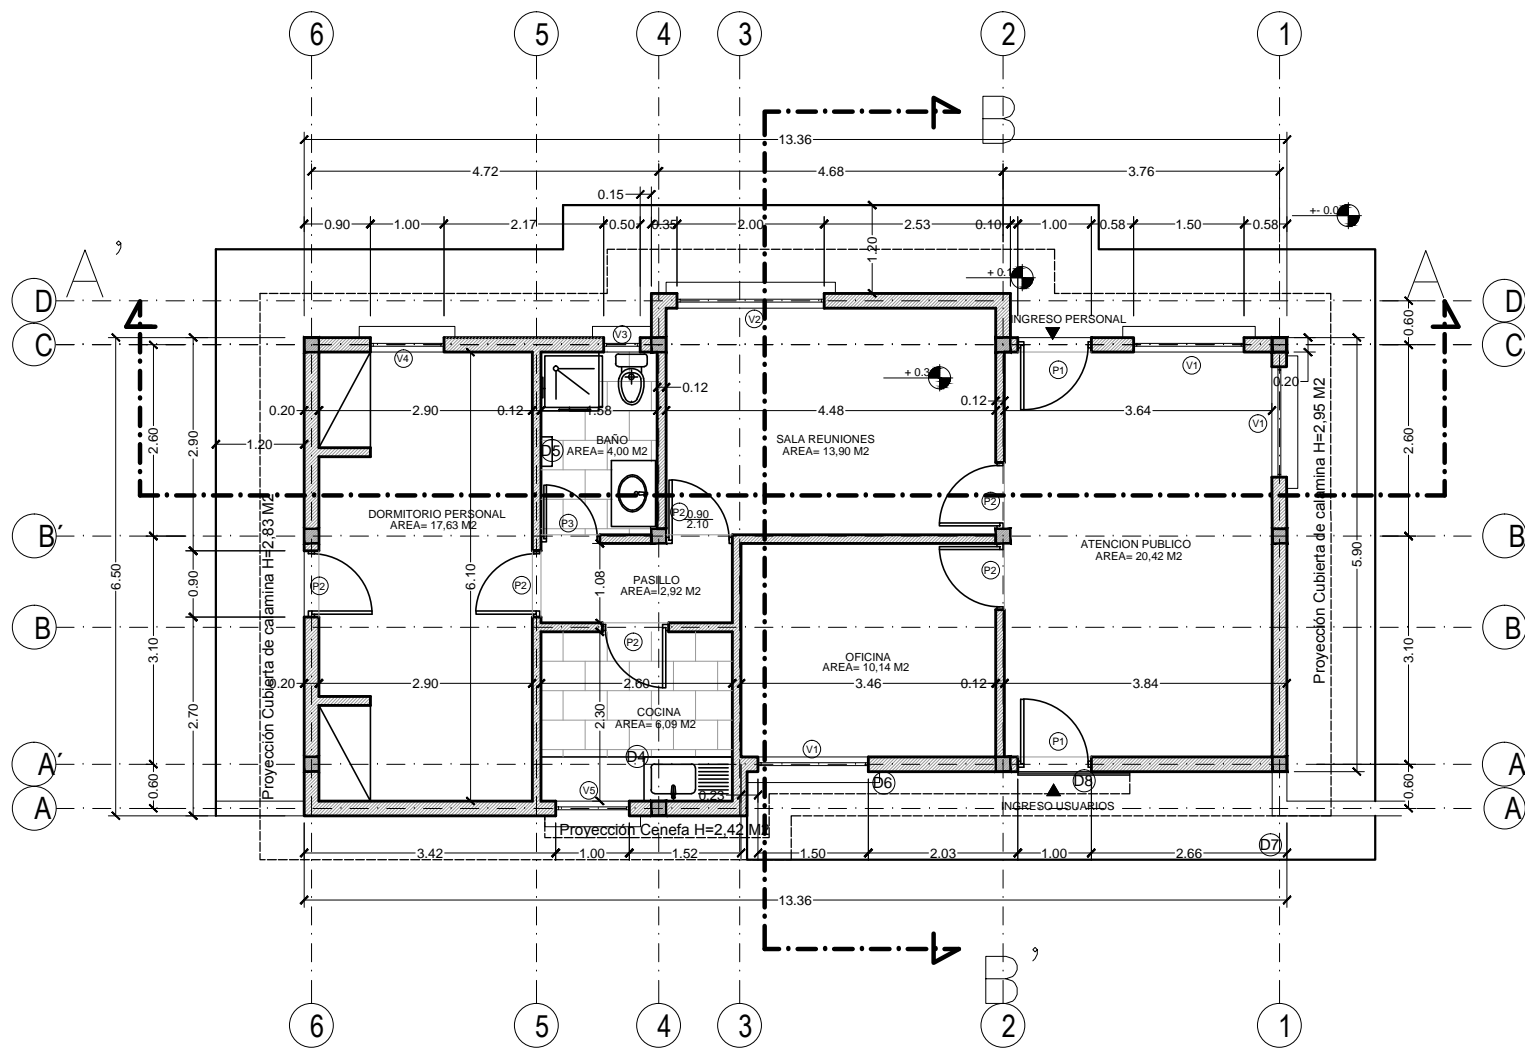 6 5 4 3 2 1
B
13.36
4.72 4.68 3.76
0.15
0.90 1.00 2.17 0.50 0.35 2.00 2.53 0.10 1.00 0.58 1.50 0.58
1.20
A’ A
D D
C C
0.60
INGRESO PERSONAL
V2 V3 V4 P1 V1
0.20
0.12
0.20 2.90 0.12 1.58 4.48 0.12 3.64
V1
2.60 2.90 1.20 2.60
BAÑO
AREA= 4,00 M2
D5
SALA REUNIONES
AREA= 13,90 M2
DORMITORIO PERSONAL
AREA= 17,63 M2
P3 P2 0.90
2.10
P2
B´ B
ATENCION PUBLICO
AREA= 20,42 M2
Proyección Cubierta de calamina H=2,83 M2
Proyección Cubierta de calamina H=2,95 M2
6.50 0.90 6.10 1.08 5.90
P2 P2 P2
PASILLO
AREA= 2,92 M2
B B
P2
3.10 3.10
OFICINA
AREA= 10,14 M2
0.20 2.90 2.60 3.46 0.12 3.84
2.70 2.30
COCINA
AREA= 6,09 M2
D4 V1 P1
A´ A
0.60 0.60
V5 0.23 D6 D8
INGRESO USUARIOS
A A
Proyección Cenefa H=2,42 M2
D7
3.42 1.00 1.52 1.50 2.03 1.00 2.66
13.36
B’
6 5 4 3 2 1